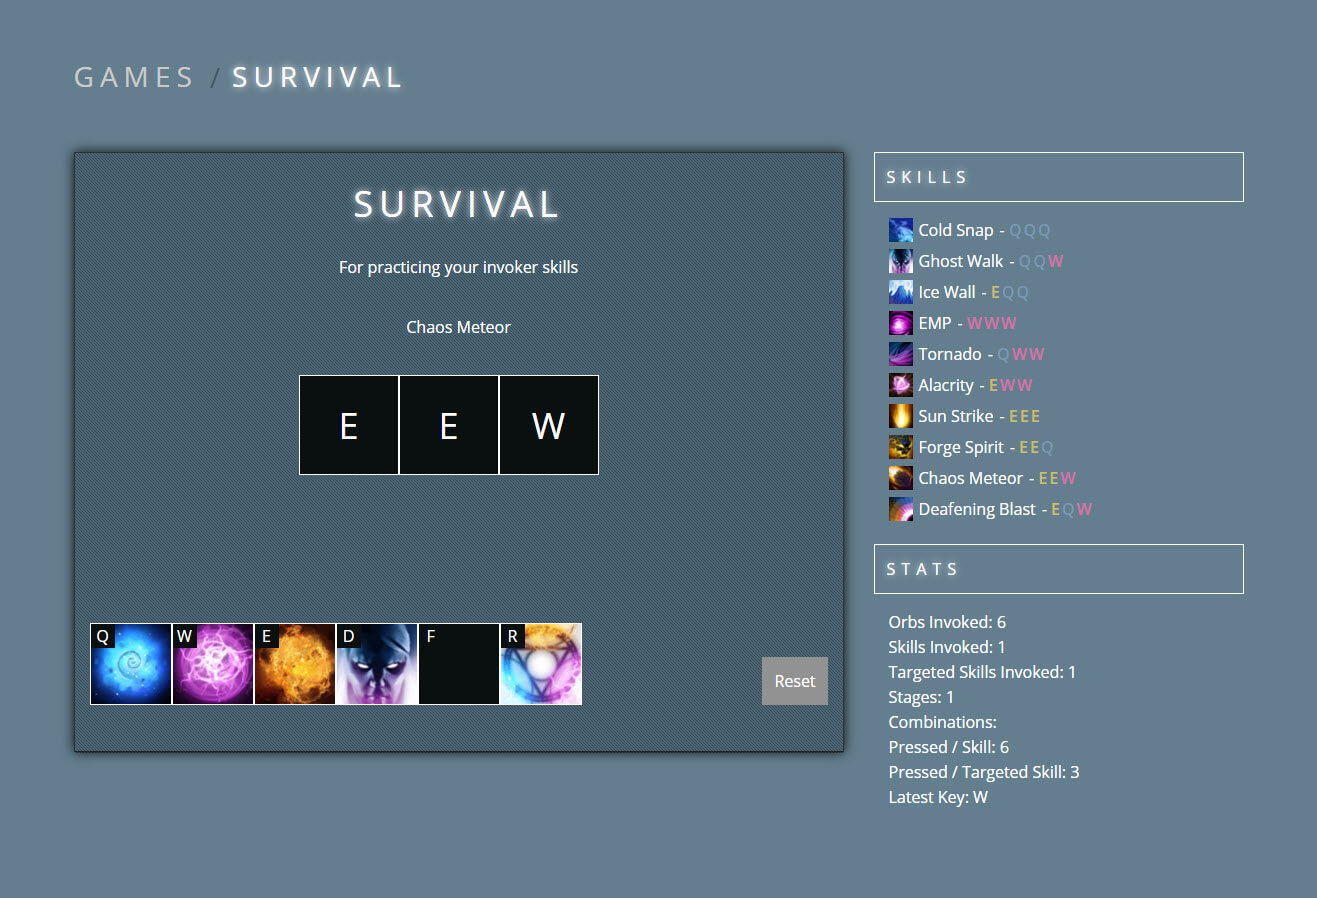 GAMES / SURVIVAL
SURVIVAL
For practicing your invoker skills
Chaos Meteor
E E W
Q W E D F R
Reset
SKILLS
Cold Snap - QQQ
Ghost Walk - QQW
Ice Wall - EQQ
EMP - WWW
Tornado - QWW
Alacrity - EWW
Sun Strike - EEE
Forge Spirit - EEQ
Chaos Meteor - EEW
Deafening Blast - EQW
STATS
Orbs Invoked: 6
Skills Invoked: 1
Targeted Skills Invoked: 1
Stages: 1
Combinations:
Pressed / Skill: 6
Pressed / Targeted Skill: 3
Latest Key: W